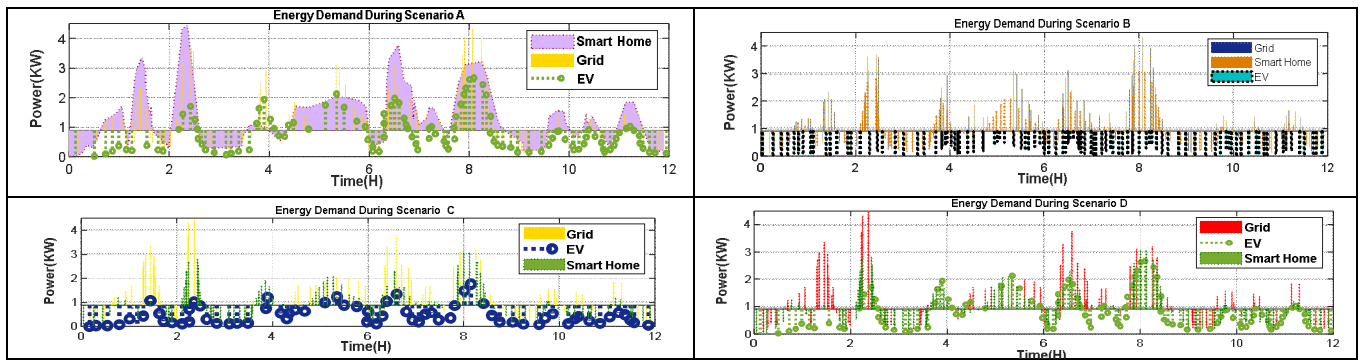 Energy Demand During Scenario A
Power(KW)
4
3
2
1
0
0 2 4 6 8 10 12
Time(H)
Smart Home
Grid
EV
Energy Demand During Scenario B
Power(KW)
4
3
2
1
0
0 2 4 6 8 10 12
Time(H)
Grid
Smart Home
EV
Energy Demand During Scenario C
Power(KW)
4
3
2
1
0
0 2 4 6 8 10 12
Time(H)
Grid
EV
Smart Home
Energy Demand During Scenario D
Power(KW)
4
3
2
1
0
0 2 4 6 8 10 12
Time(H)
Grid
EV
Smart Home